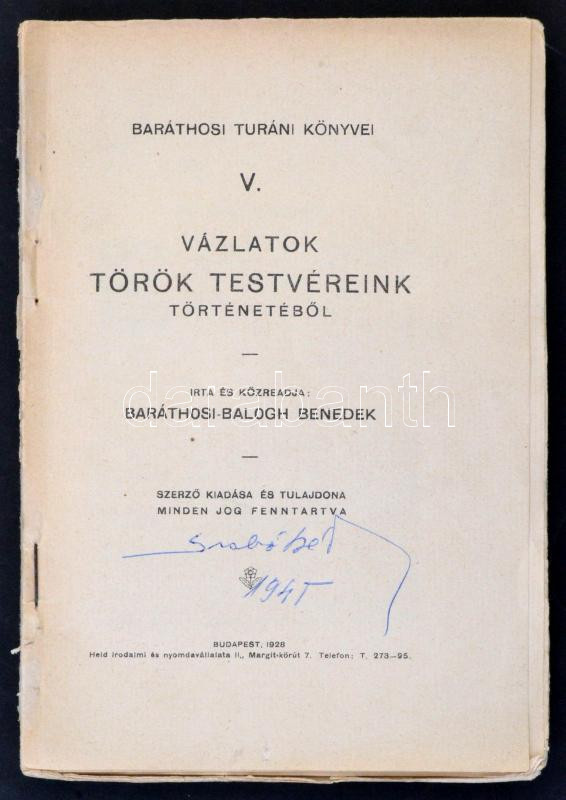 BARÁTHOSI TURÁNI KÖNYVEI
V.
VÁZLATOK
TÖRÖK TESTVÉREINK
TÖRTÉNETÉBŐL
IRTA ÉS KÖZREADJA:
darabanth
BARÁTHOSI-BALOGH BENEDEK
SZERZŐ KIADÁSA ÉS TULAJDONA
MINDEN JOG FENNTARTVA
1945
BUDAPEST, 1928
Held irodalmi és nyomdavállalata II., Margit-körút 7. Telefon: T. 273—95.